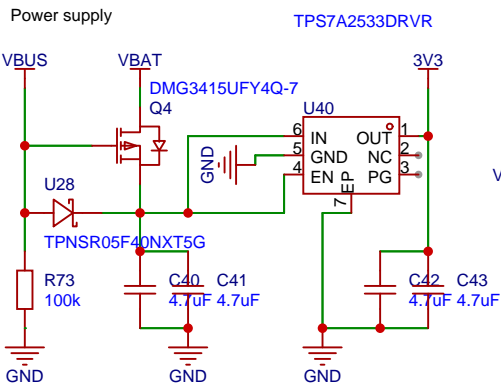 Power supply
TPS7A2533DRVR
VBUS
VBAT
3V3
DMG3415UFY4Q-7
Q4
U40
6 IN OUT 1
5 GND NC 2
4 EN PG 3
EP
7
GND
V
U28
TPNSR05F40NXT5G
R73
100k
C40
4.7uF
C41
4.7uF
C42
4.7uF
C43
4.7uF
GND
GND
GND